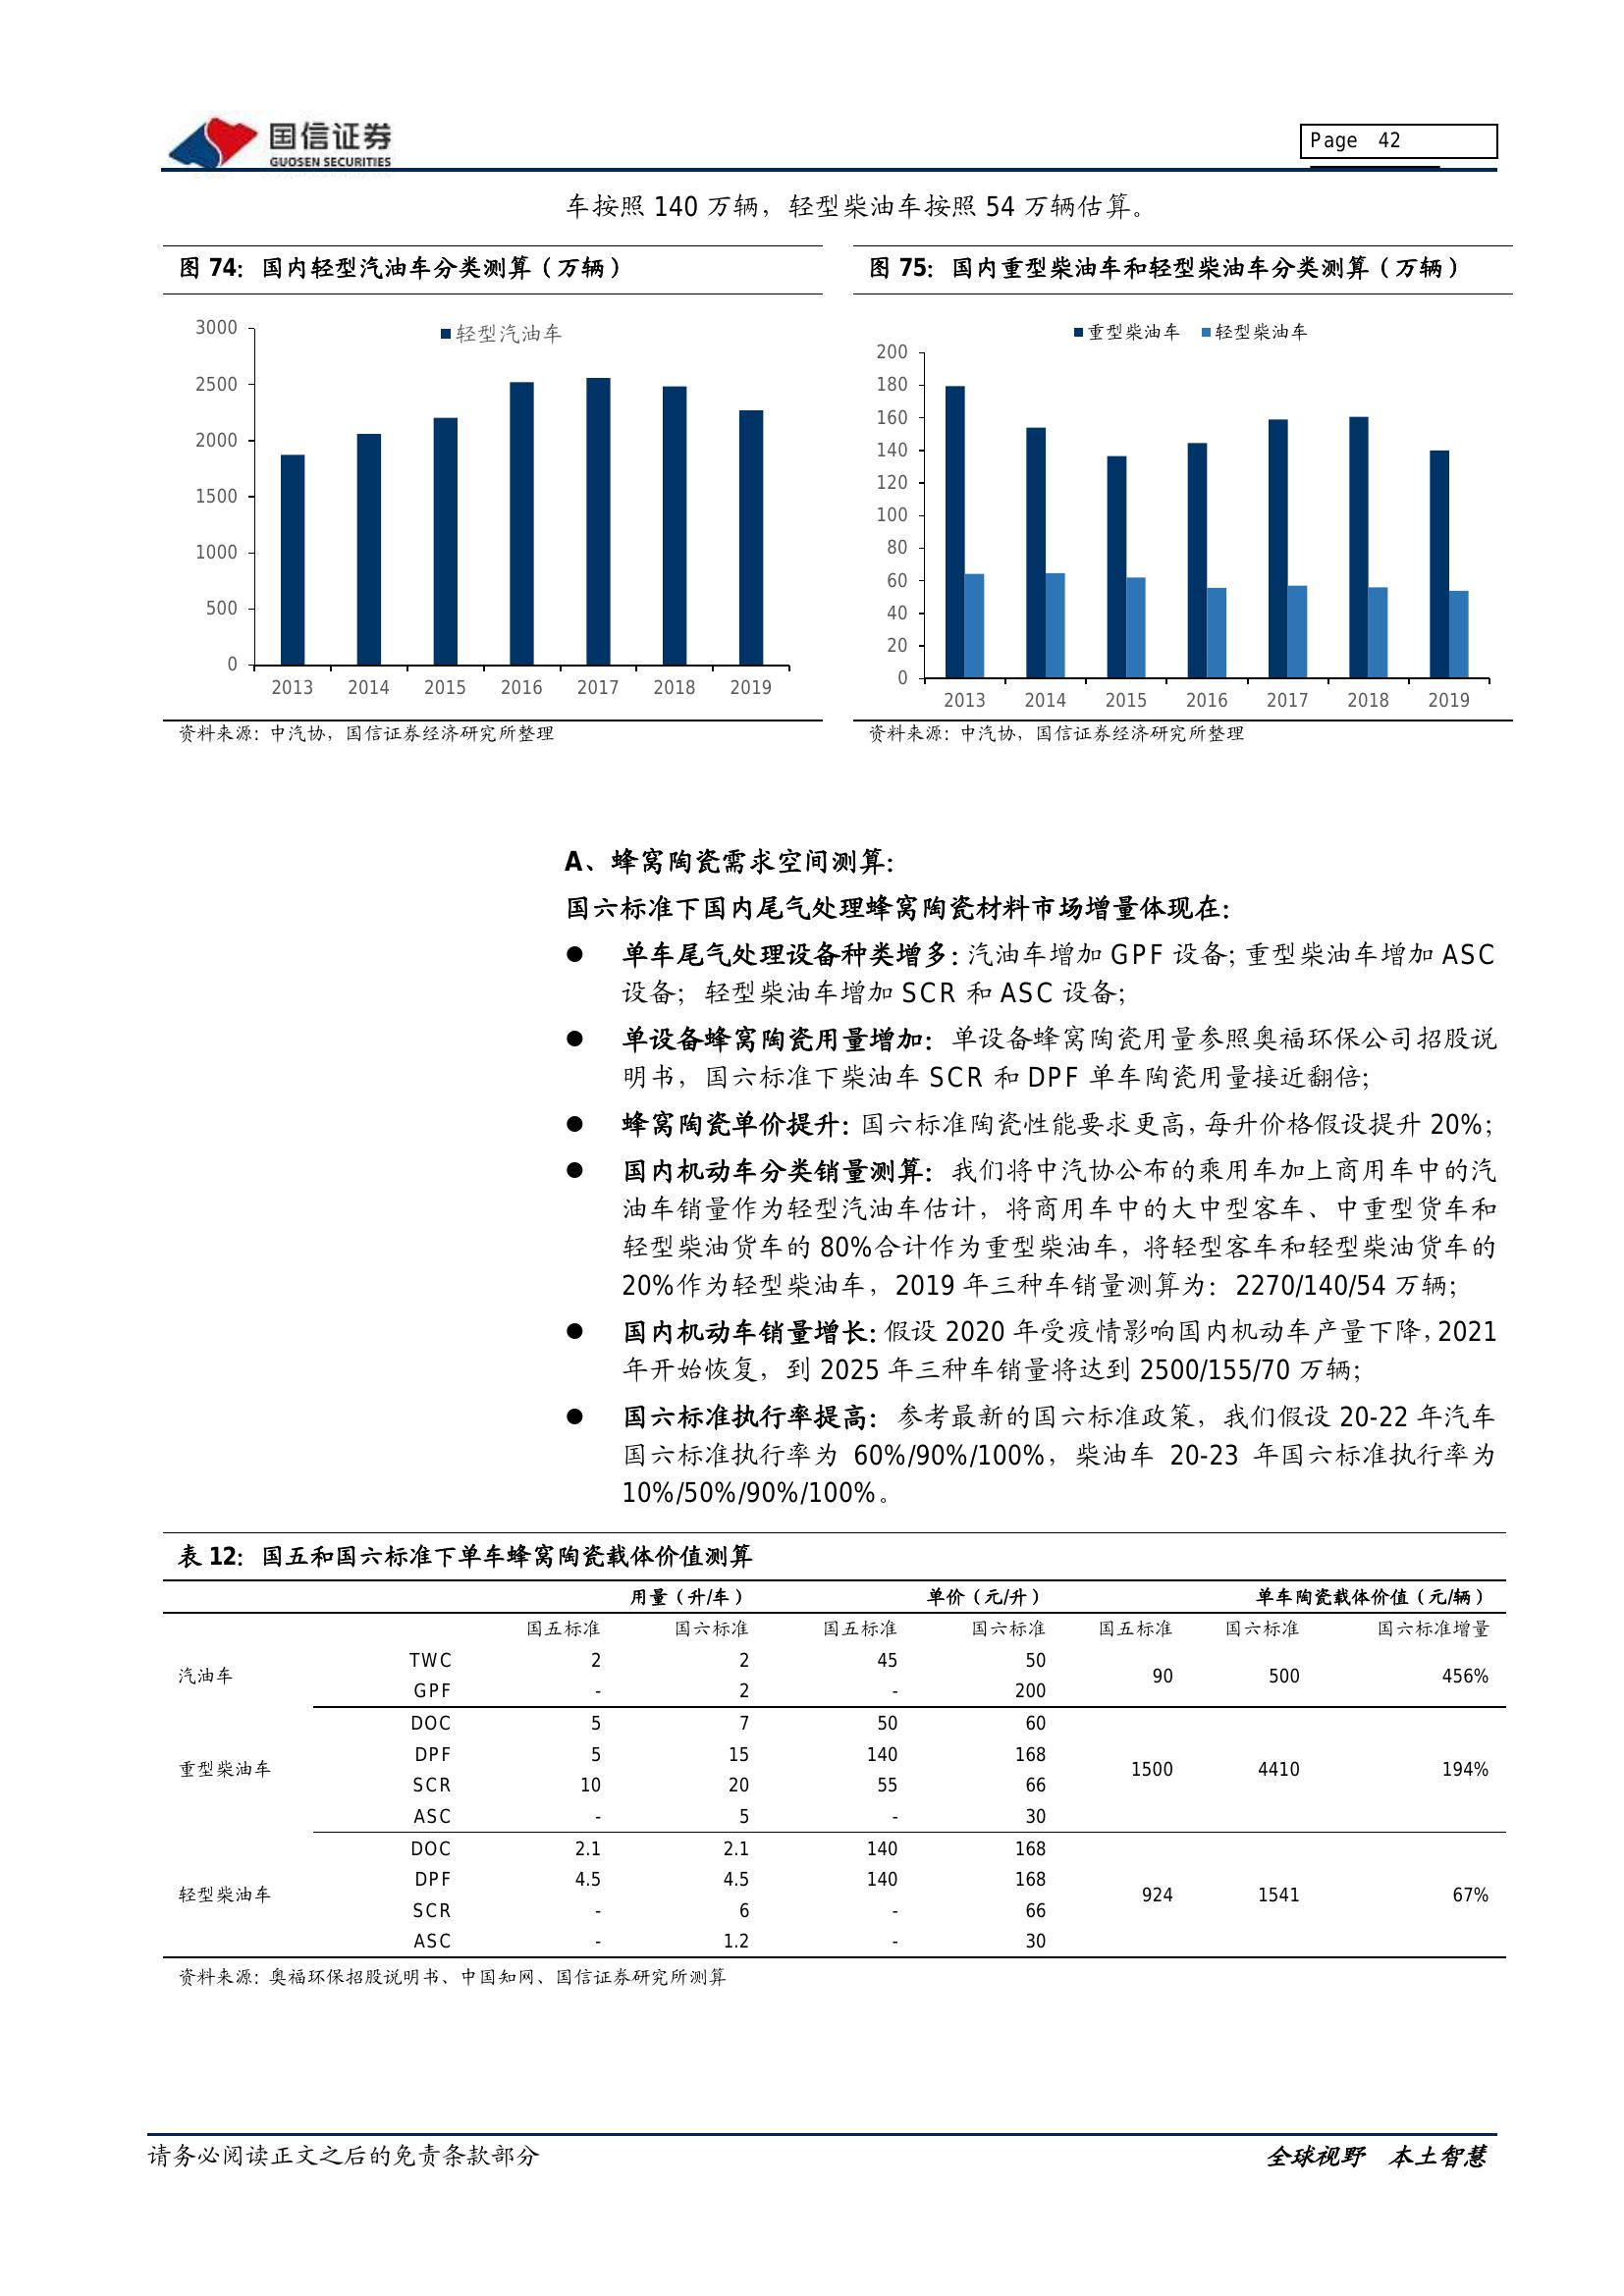 国信证券
GUOSEN SECURITIES
Page 42
车按照 140 万辆，轻型柴油车按照 54 万辆估算。
图 74：国内轻型汽油车分类测算（万辆）
轻型汽油车
3000
2500
2000
1500
1000
500
0
2013 2014 2015 2016 2017 2018 2019
资料来源：中汽协，国信证券经济研究所整理
图 75：国内重型柴油车和轻型柴油车分类测算（万辆）
重型柴油车 轻型柴油车
200
180
160
140
120
100
80
60
40
20
0
2013 2014 2015 2016 2017 2018 2019
资料来源：中汽协，国信证券经济研究所整理
A、蜂窝陶瓷需求空间测算：
国六标准下国内尾气处理蜂窝陶瓷材料市场增量体现在：
● 单车尾气处理设备种类增多：汽油车增加 GPF 设备；重型柴油车增加 ASC
设备；轻型柴油车增加 SCR 和 ASC 设备；
● 单设备蜂窝陶瓷用量增加：单设备蜂窝陶瓷用量参照奥福环保公司招股说
明书，国六标准下柴油车 SCR 和 DPF 单车陶瓷用量接近翻倍；
● 蜂窝陶瓷单价提升：国六标准陶瓷性能要求更高，每升价格假设提升 20%；
● 国内机动车分类销量测算：我们将中汽协公布的乘用车加上商用车中的汽
油车销量作为轻型汽油车估计，将商用车中的大中型客车、中重型货车和
轻型柴油货车的 80%合计作为重型柴油车，将轻型客车和轻型柴油货车的
20%作为轻型柴油车，2019 年三种车销量测算为：2270/140/54 万辆；
● 国内机动车销量增长：假设 2020 年受疫情影响国内机动车产量下降，2021
年开始恢复，到 2025 年三种车销量将达到 2500/155/70 万辆；
● 国六标准执行率提高：参考最新的国六标准政策，我们假设 20-22 年汽车
国六标准执行率为 60%/90%/100%，柴油车 20-23 年国六标准执行率为
10%/50%/90%/100%。
表 12：国五和国六标准下单车蜂窝陶瓷载体价值测算
用量（升/车） 单价（元/升） 单车陶瓷载体价值（元/辆）
国五标准 国六标准 国五标准 国六标准 国五标准 国六标准 国六标准增量
汽油车 TWC 2 2 45 50 90 500 456%
GPF - 2 - 200
重型柴油车 DOC 5 7 50 60 1500 4410 194%
DPF 5 15 140 168
SCR 10 20 55 66
ASC - 5 - 30
轻型柴油车 DOC 2.1 2.1 140 168 924 1541 67%
DPF 4.5 4.5 140 168
SCR - 6 - 66
ASC - 1.2 - 30
资料来源：奥福环保招股说明书、中国知网、国信证券研究所测算
请务必阅读正文之后的免责条款部分
全球视野 本土智慧